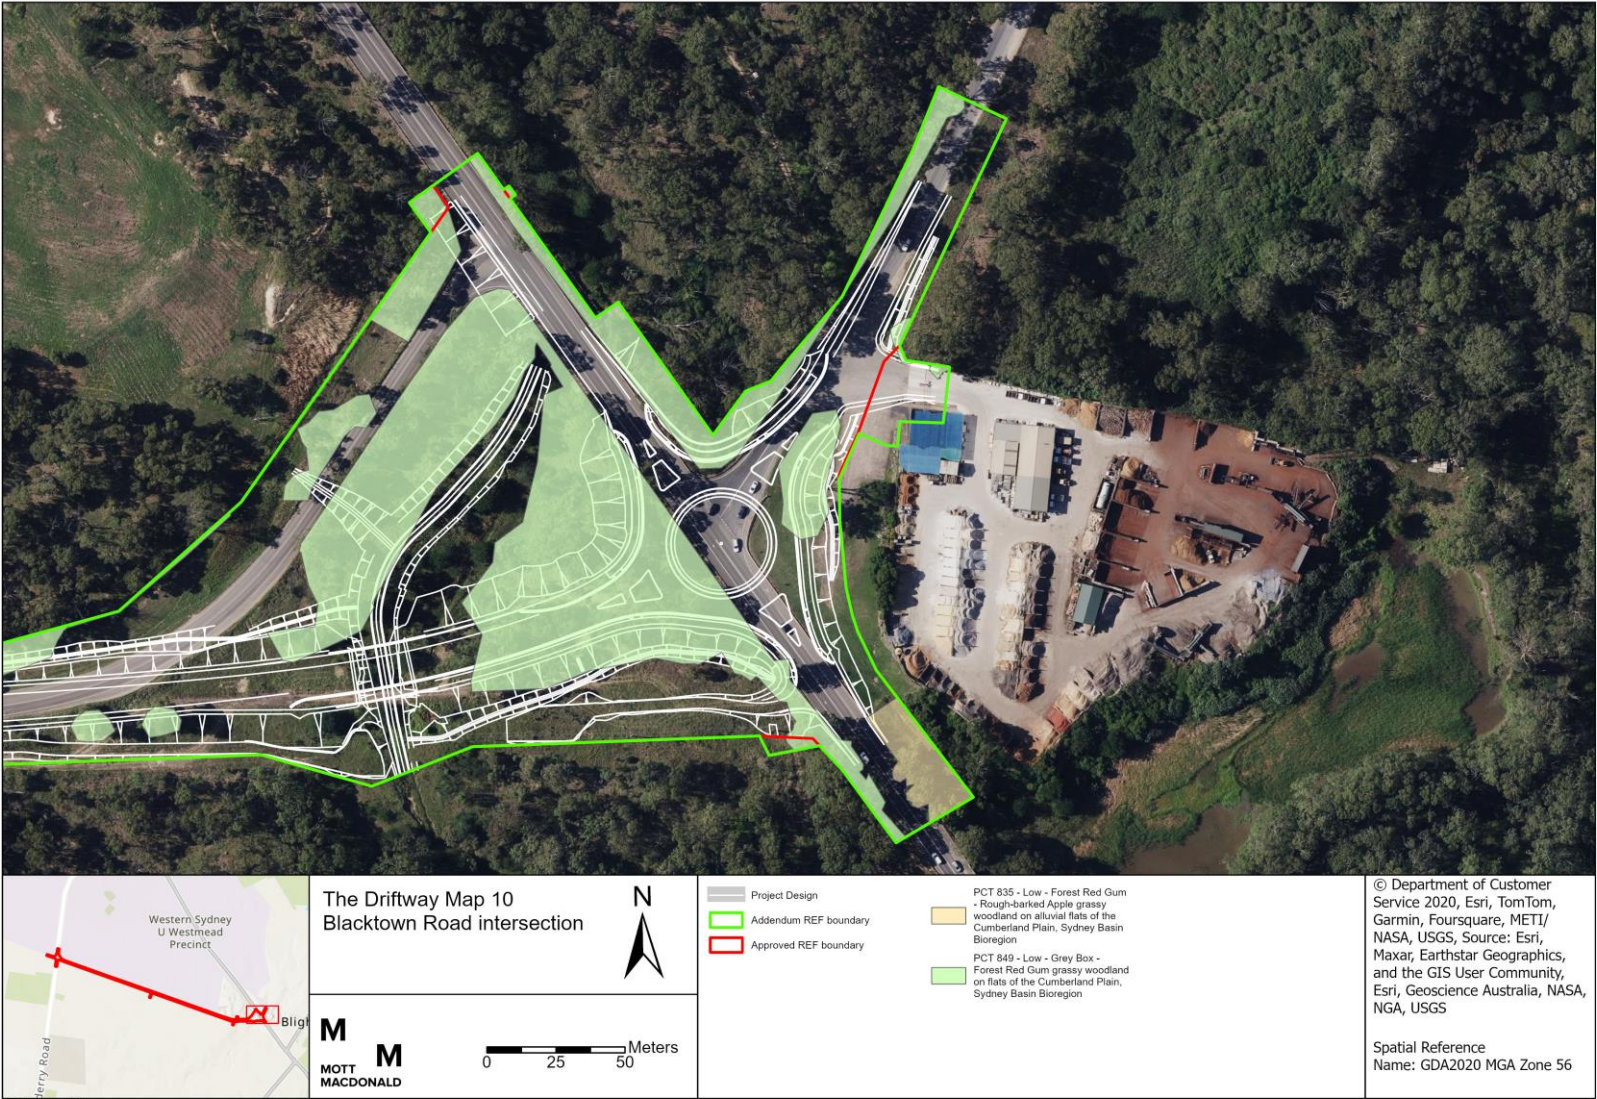 Western Sydney
U Westmead
Precinct
Bligh
derry Road
The Driftway Map 10
Blacktown Road intersection
N
M
M
MOTT
MACDONALD
Meters
0 25 50
Project Design
Addendum REF boundary
Approved REF boundary
PCT 835 - Low - Forest Red Gum
- Rough-barked Apple grassy
woodland on alluvial flats of the
Cumberland Plain, Sydney Basin
Bioregion
PCT 849 - Low - Grey Box -
Forest Red Gum grassy woodland
on flats of the Cumberland Plain,
Sydney Basin Bioregion
© Department of Customer
Service 2020, Esri, TomTom,
Garmin, Foursquare, METI/
NASA, USGS, Source: Esri,
Maxar, Earthstar Geographics,
and the GIS User Community,
Esri, Geoscience Australia, NASA,
NGA, USGS
Spatial Reference
Name: GDA2020 MGA Zone 56